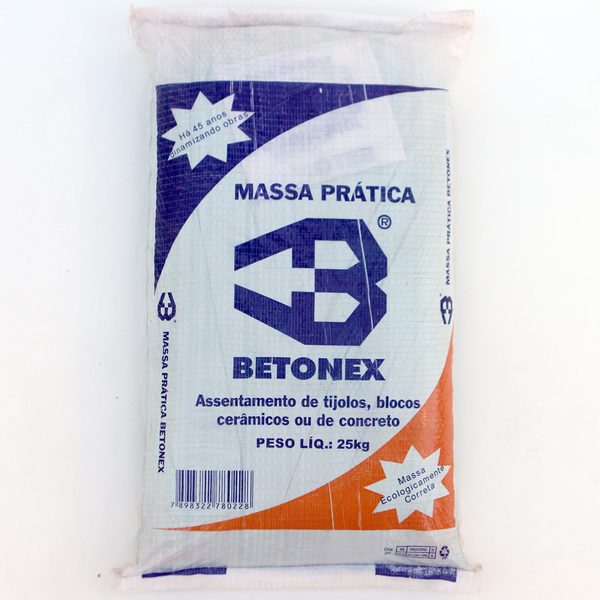 Há 45 anos
dinamizando obras
MASSA PRÁTICA
®
BETONEX
Assentamento de tijolos, blocos
cerâmicos ou de concreto
PESO LÍQ.: 25kg
MASSA PRÁTICA BETONEX
MASSA PRÁTICA BETONEX
Massa
Ecologicamente
Correta
7 898322 780228